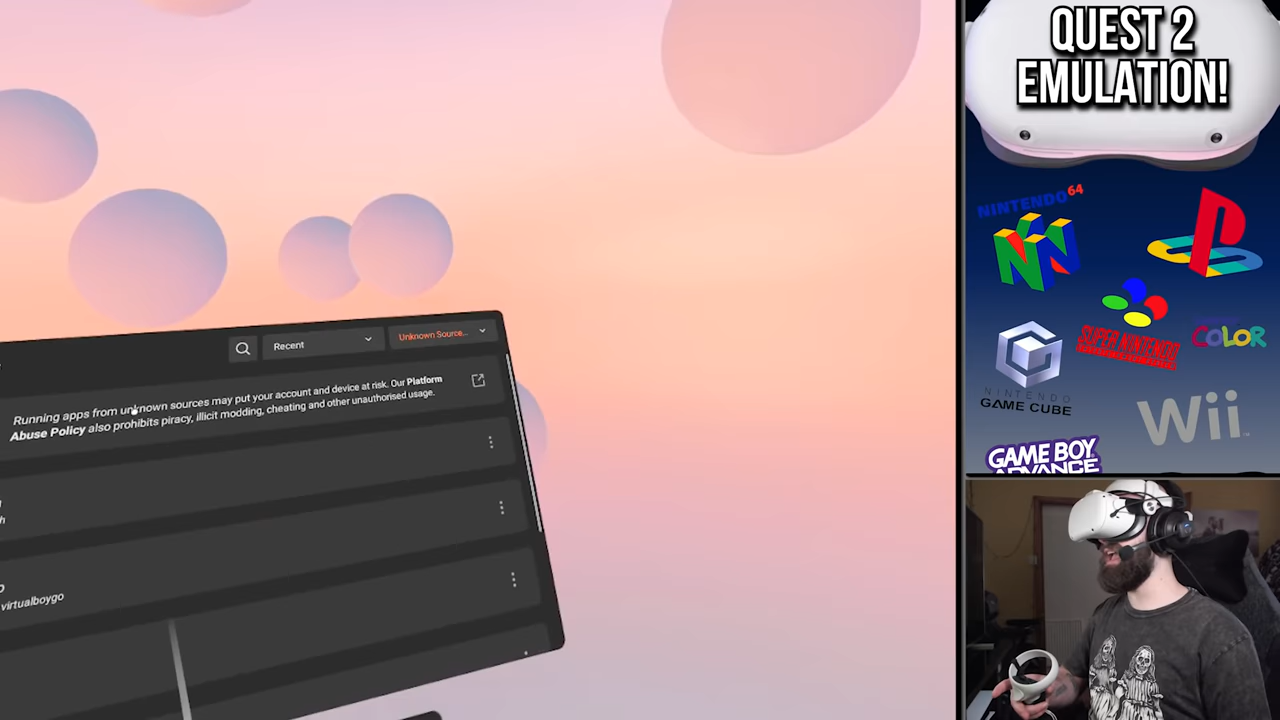 Recent
Unknown Source...
Running apps from unknown sources may put your account and device at risk. Our Platform
Abuse Policy also prohibits piracy, illicit modding, cheating and other unauthorised usage.
h
o
virtualboygo
QUEST 2
EMULATION!
NINTENDO 64
SUPER NINTENDO
COLOR
NINTENDO
GAME CUBE
Wii
GAME BOY
ADVANCE